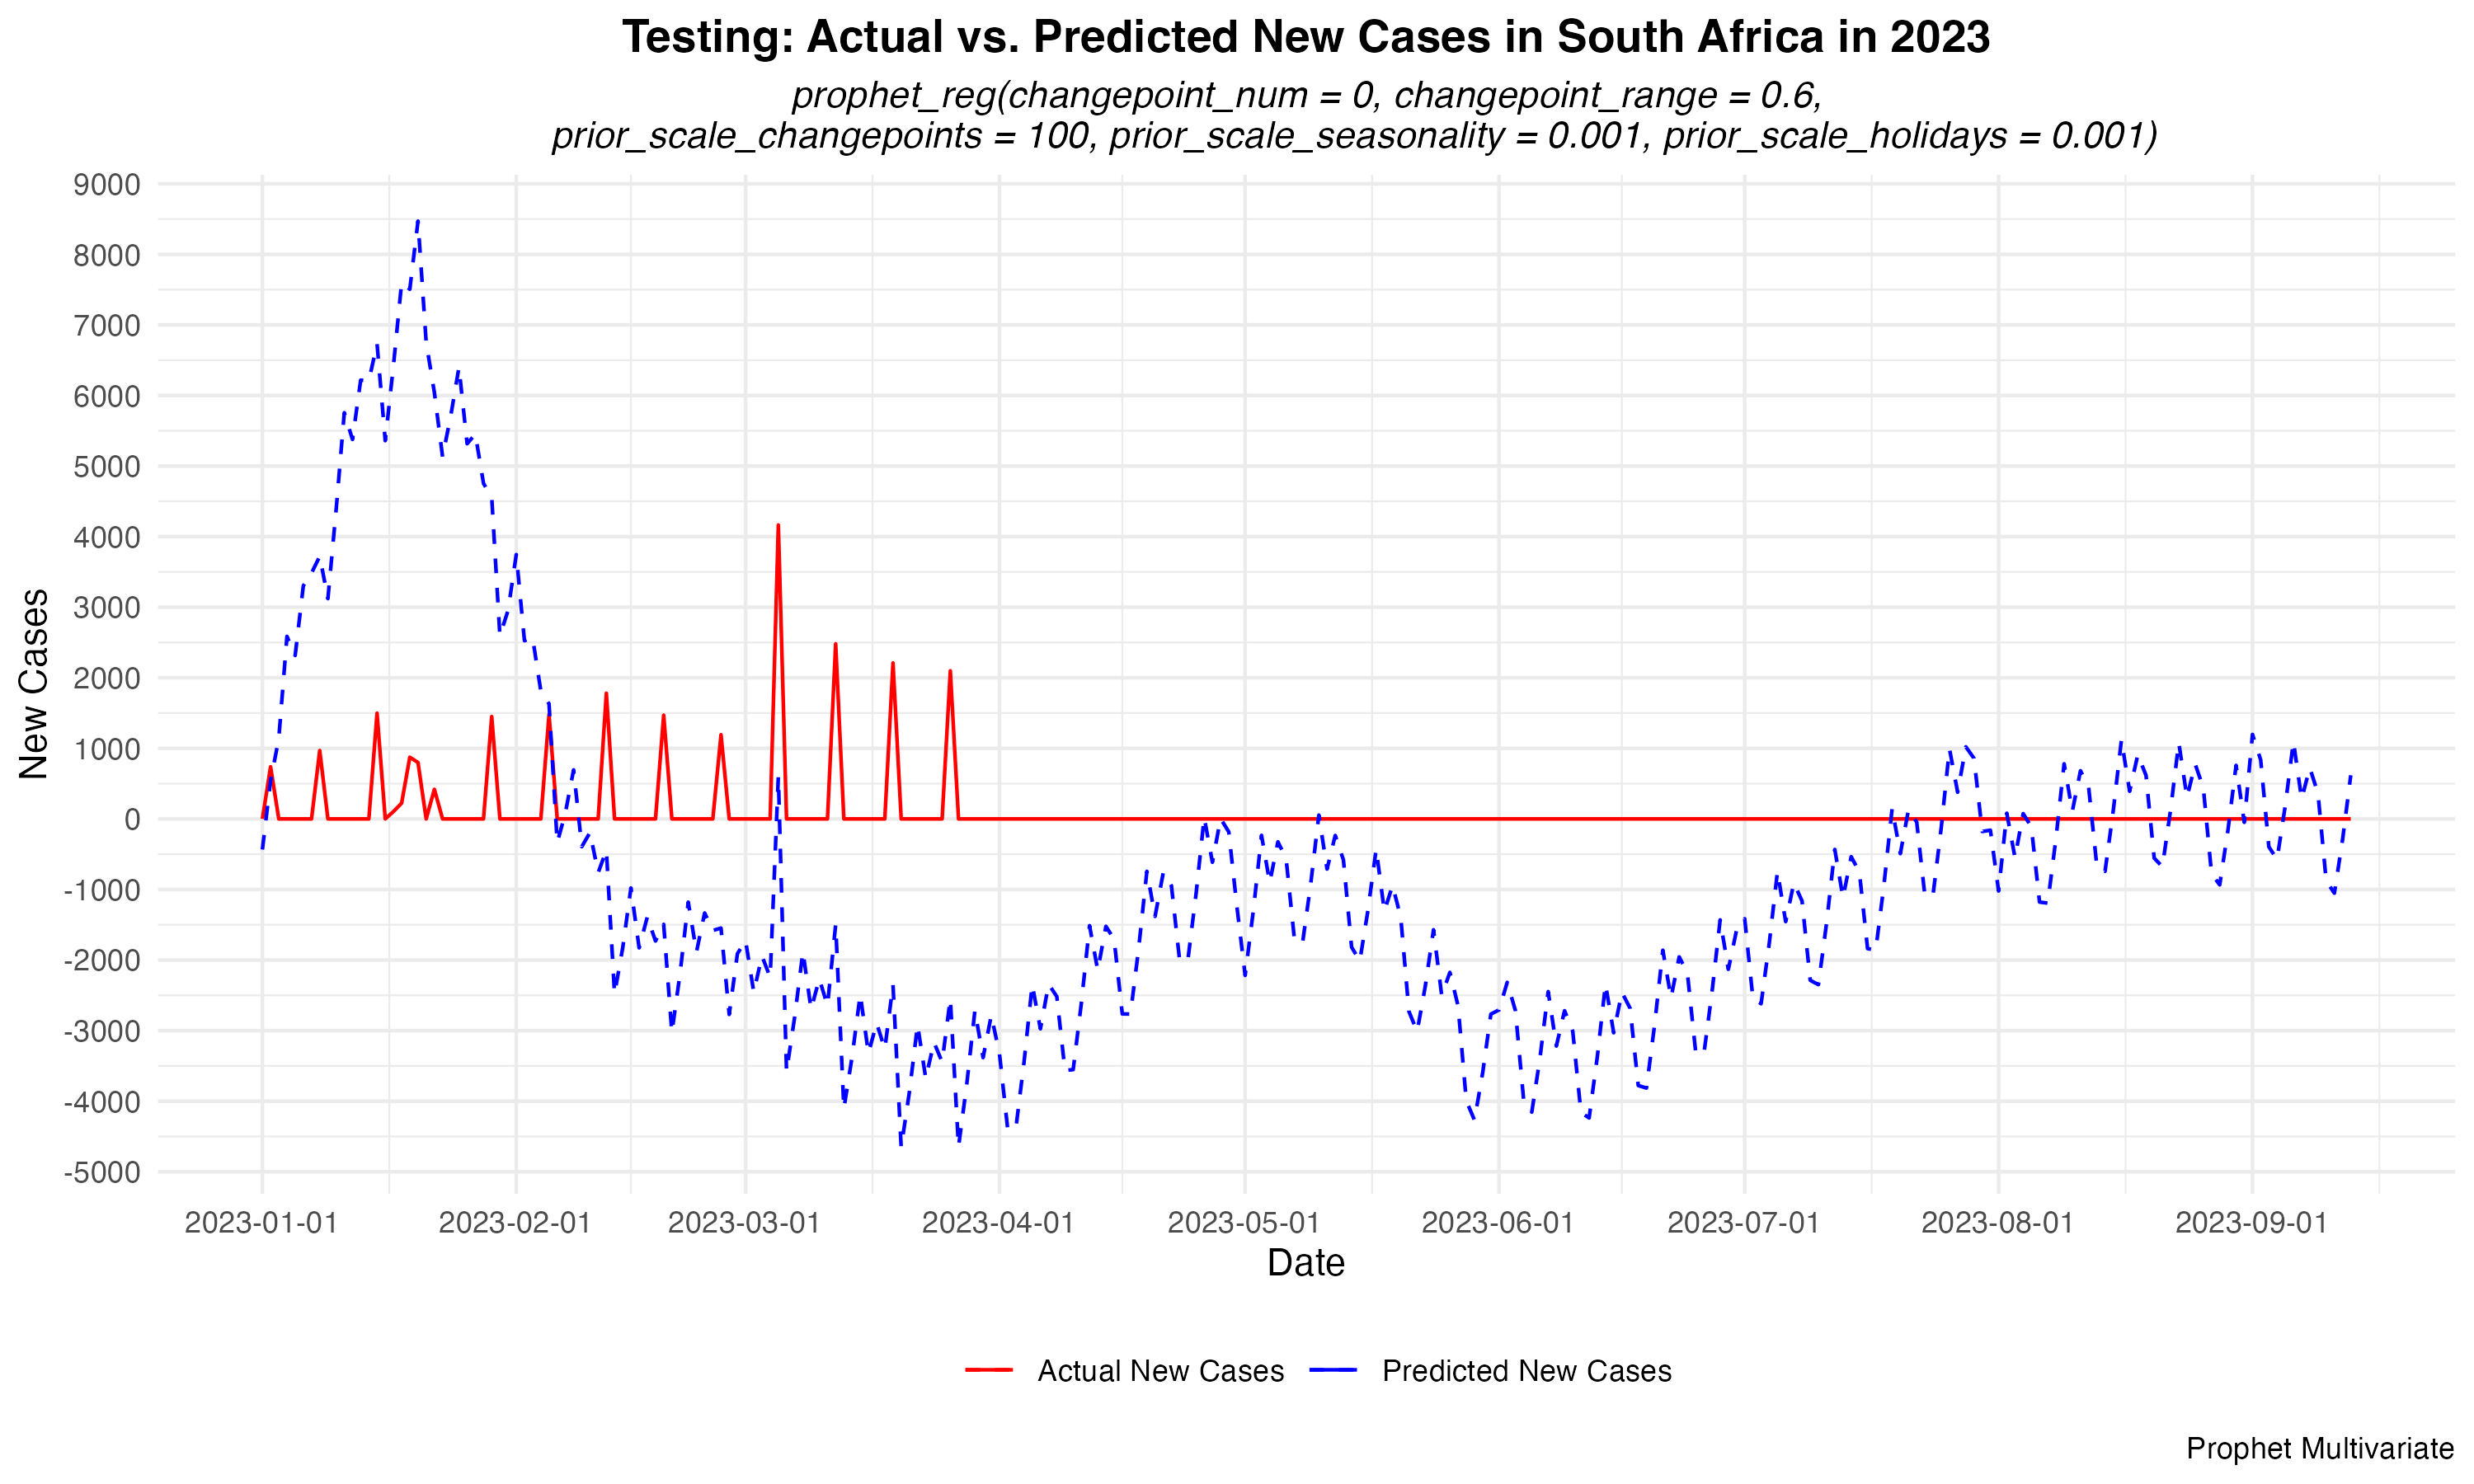 Testing: Actual vs. Predicted New Cases in South Africa in 2023
prophet_reg(changepoint_num = 0, changepoint_range = 0.6,
prior_scale_changepoints = 100, prior_scale_seasonality = 0.001, prior_scale_holidays = 0.001)
9000
8000
7000
6000
5000
4000
3000
2000
1000
0
-1000
-2000
-3000
-4000
-5000
New Cases
2023-01-01 2023-02-01 2023-03-01 2023-04-01 2023-05-01 2023-06-01 2023-07-01 2023-08-01 2023-09-01
Date
Actual New Cases Predicted New Cases
Prophet Multivariate